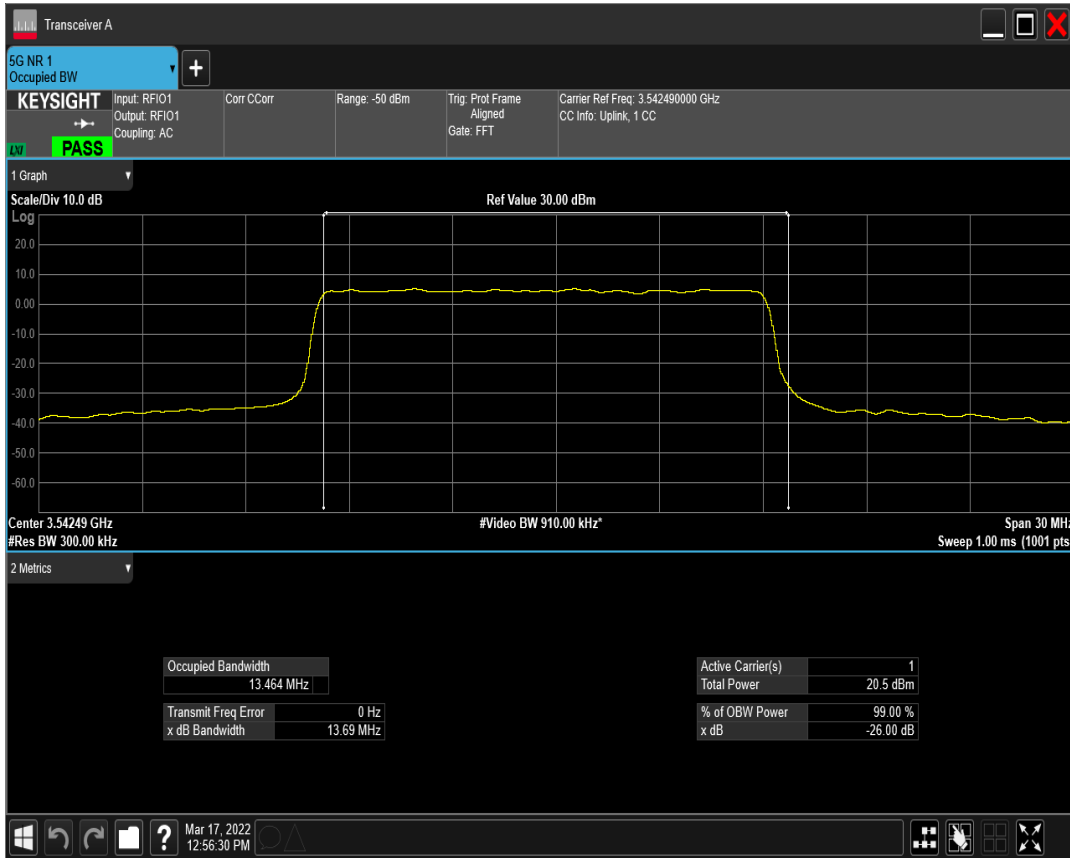 Transceiver A
5G NR 1
Occupied BW
+
KEYSIGHT
LXI
PASS
Input: RFIO1
Output: RFIO1
Coupling: AC
Corr CCorr
Range: -50 dBm
Trig: Prot Frame
Aligned
Gate: FFT
Carrier Ref Freq: 3.542490000 GHz
CC Info: Uplink, 1 CC
1 Graph
Scale/Div 10.0 dB
Ref Value 30.00 dBm
Log
20.0
10.0
0.00
-10.0
-20.0
-30.0
-40.0
-50.0
-60.0
Center 3.54249 GHz
#Video BW 910.00 kHz*
Span 30 MHz
#Res BW 300.00 kHz
Sweep 1.00 ms (1001 pts
2 Metrics
Occupied Bandwidth
13.464 MHz
Transmit Freq Error 0 Hz
x dB Bandwidth 13.69 MHz
Active Carrier(s) 1
Total Power 20.5 dBm
% of OBW Power 99.00 %
x dB -26.00 dB
?
Mar 17, 2022
12:56:30 PM